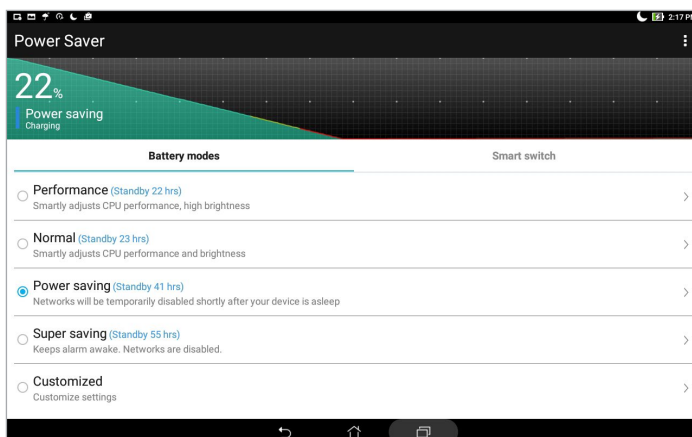 2:17 PM
Power Saver
22%
Power saving
Charging
Battery modes
Smart switch
Performance (Standby 22 hrs)
Smartly adjusts CPU performance, high brightness
Normal (Standby 23 hrs)
Smartly adjusts CPU performance and brightness
Power saving (Standby 41 hrs)
Networks will be temporarily disabled shortly after your device is asleep
Super saving (Standby 55 hrs)
Keeps alarm awake. Networks are disabled.
Customized
Customize settings